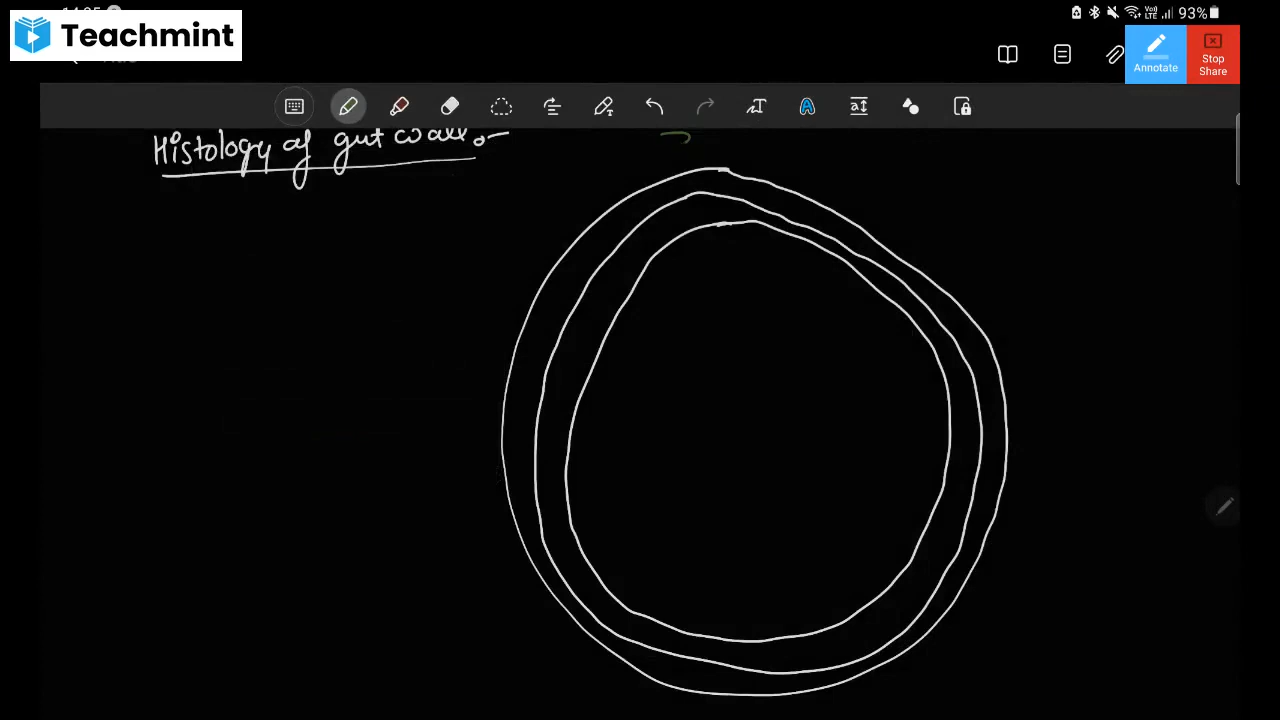 93%
Teachmint
Annotate
Stop
Share
Histology of gut wall :-